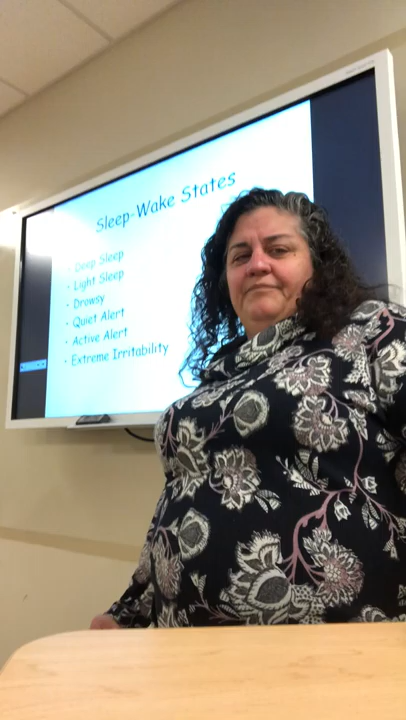 Sleep-Wake States
• Deep Sleep
• Light Sleep
• Drowsy
• Quiet Alert
• Active Alert
• Extreme Irritability